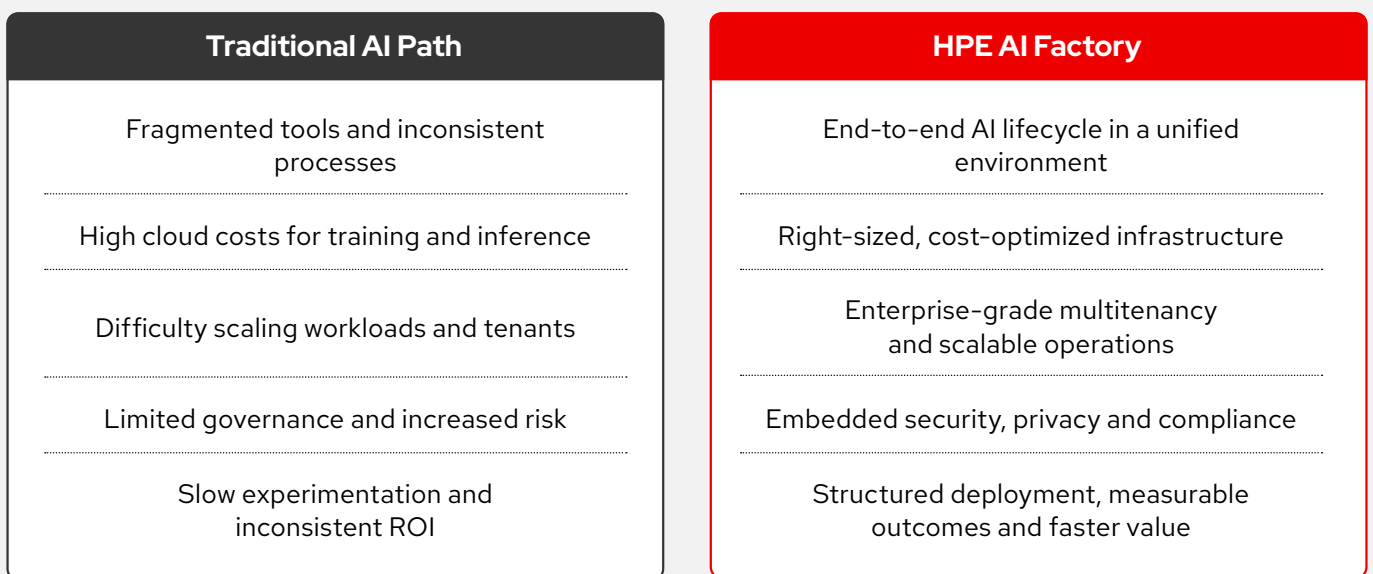 Traditional AI Path
Fragmented tools and inconsistent
processes
High cloud costs for training and inference
Difficulty scaling workloads and tenants
Limited governance and increased risk
Slow experimentation and
inconsistent ROI
HPE AI Factory
End-to-end AI lifecycle in a unified
environment
Right-sized, cost-optimized infrastructure
Enterprise-grade multitenancy
and scalable operations
Embedded security, privacy and compliance
Structured deployment, measurable
outcomes and faster value